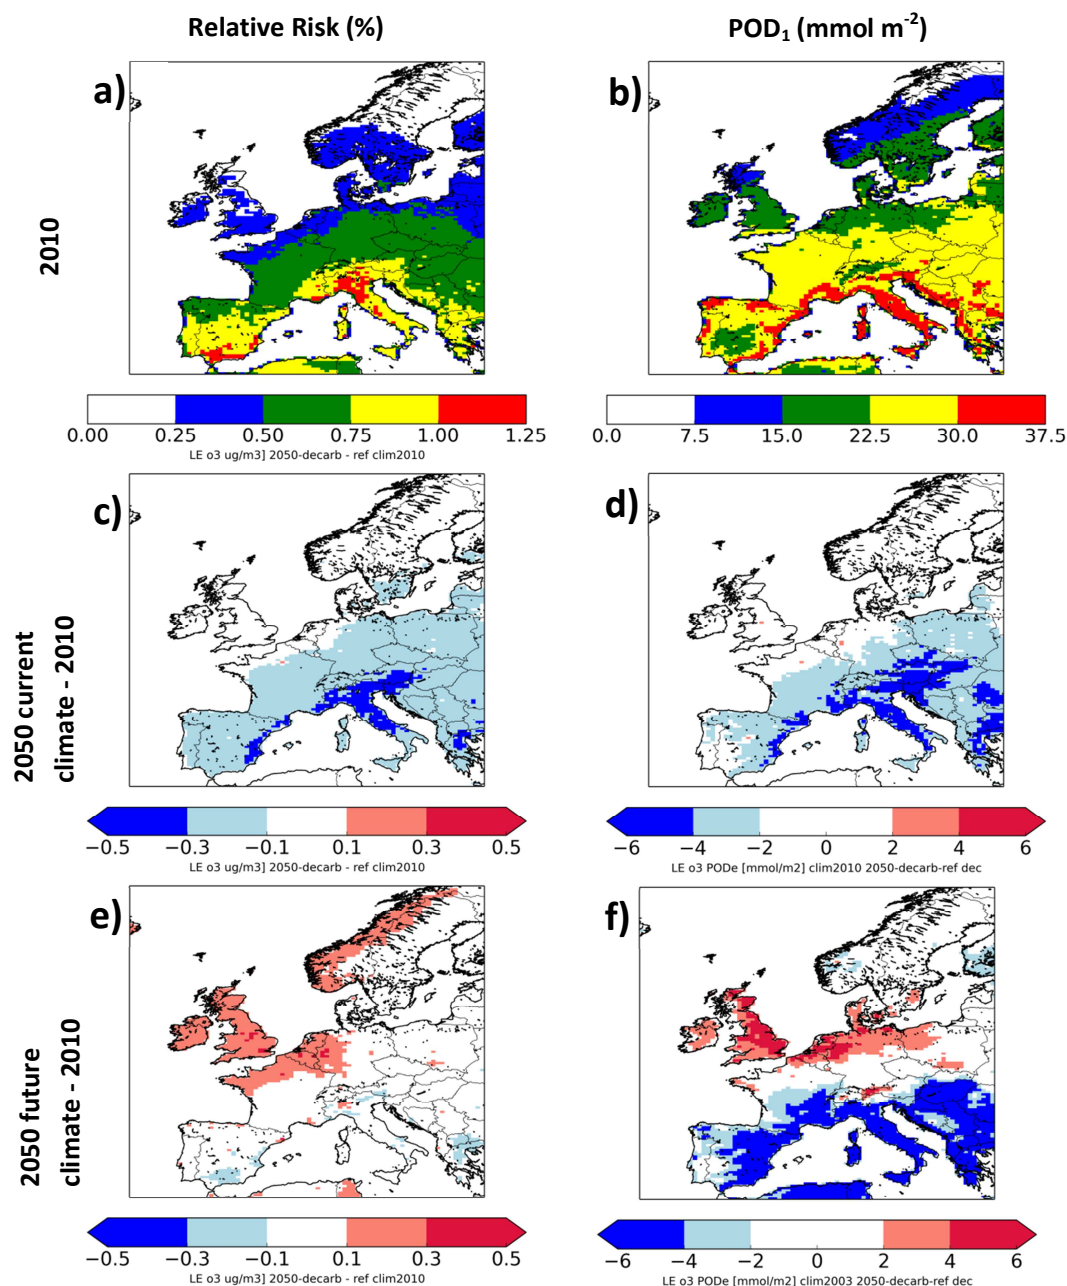 Relative Risk (%)
POD₁ (mmol m⁻²)
2010
a)
b)
0.00 0.25 0.50 0.75 1.00 1.25
LE o3 ug/m3] 2050-decarb - ref clim2010
0.0 7.5 15.0 22.5 30.0 37.5
2050 current
climate - 2010
c)
d)
−0.5 −0.3 −0.1 0.1 0.3 0.5
LE o3 ug/m3] 2050-decarb - ref clim2010
−6 −4 −2 0 2 4 6
LE o3 PODe [mmol/m2] clim2010 2050-decarb-ref dec
2050 future
climate - 2010
e)
f)
−0.5 −0.3 −0.1 0.1 0.3 0.5
LE o3 ug/m3] 2050-decarb - ref clim2010
−6 −4 −2 0 2 4 6
LE o3 PODe [mmol/m2] clim2003 2050-decarb-ref dec